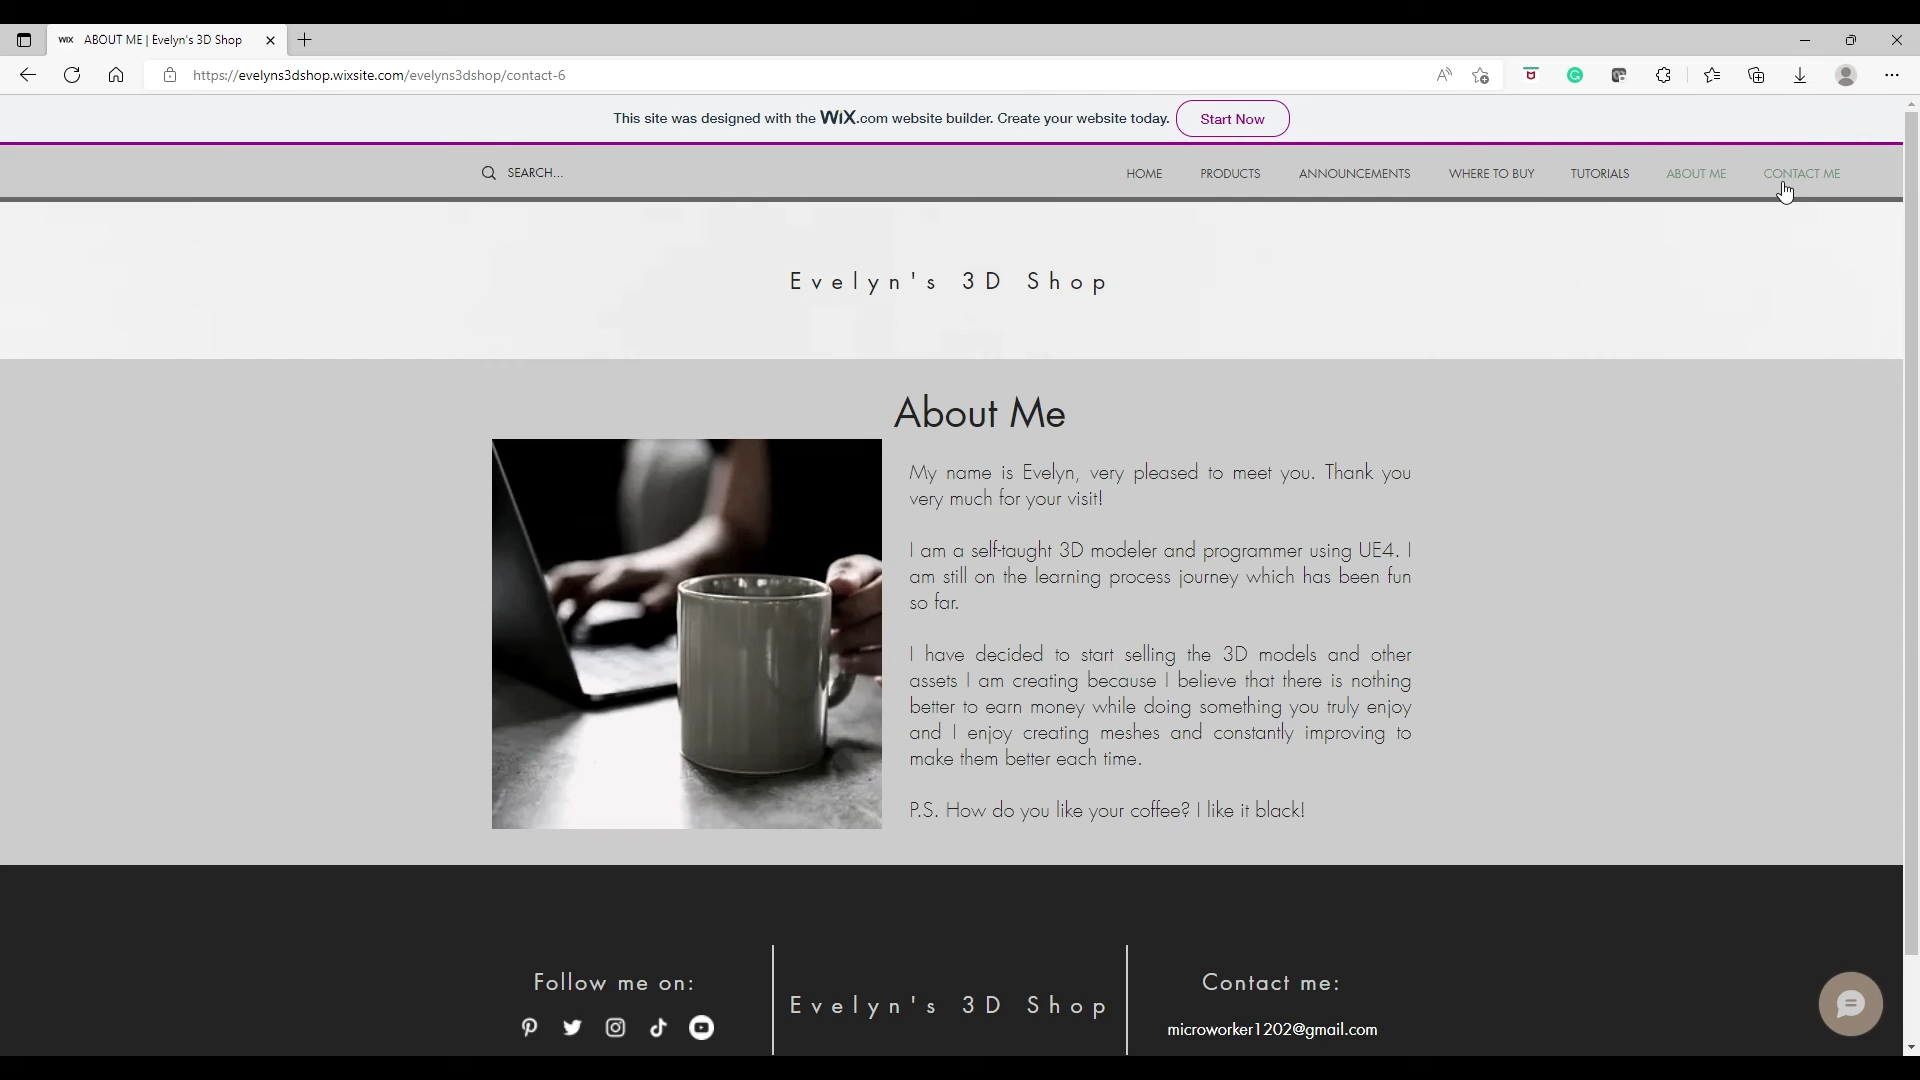 WIX ABOUT ME | Evelyn's 3D Shop
https://evelyns3dshop.wixsite.com/evelyns3dshop/contact-6
This site was designed with the WiX.com website builder. Create your website today. Start Now
SEARCH... HOME PRODUCTS ANNOUNCEMENTS WHERE TO BUY TUTORIALS ABOUT ME CONTACT ME
Evelyn's 3D Shop
About Me
My name is Evelyn, very pleased to meet you. Thank you
very much for your visit!
I am a self-taught 3D modeler and programmer using UE4. I
am still on the learning process journey which has been fun
so far.
I have decided to start selling the 3D models and other
assets I am creating because I believe that there is nothing
better to earn money while doing something you truly enjoy
and I enjoy creating meshes and constantly improving to
make them better each time.
P.S. How do you like your coffee? I like it black!
Follow me on:
Evelyn's 3D Shop
Contact me:
microworker1202@gmail.com